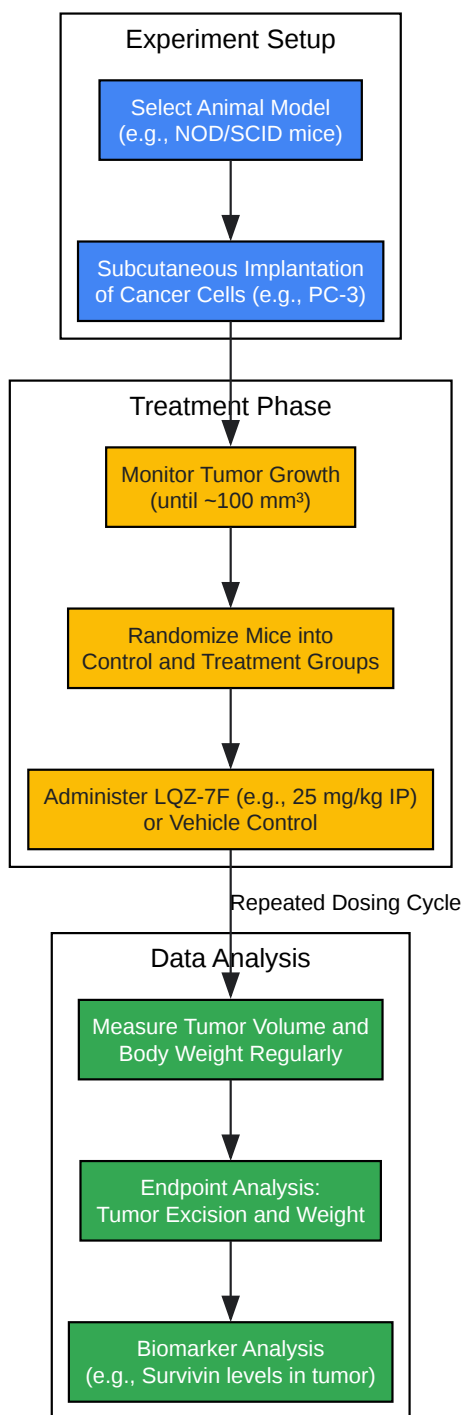 Experiment Setup
Select Animal Model
(e.g., NOD/SCID mice)
Subcutaneous Implantation
of Cancer Cells (e.g., PC-3)
Treatment Phase
Monitor Tumor Growth
(until ~100 mm³)
Randomize Mice into
Control and Treatment Groups
Administer LQZ-7F (e.g., 25 mg/kg IP)
or Vehicle Control
Repeated Dosing Cycle
Data Analysis
Measure Tumor Volume and
Body Weight Regularly
Endpoint Analysis:
Tumor Excision and Weight
Biomarker Analysis
(e.g., Survivin levels in tumor)